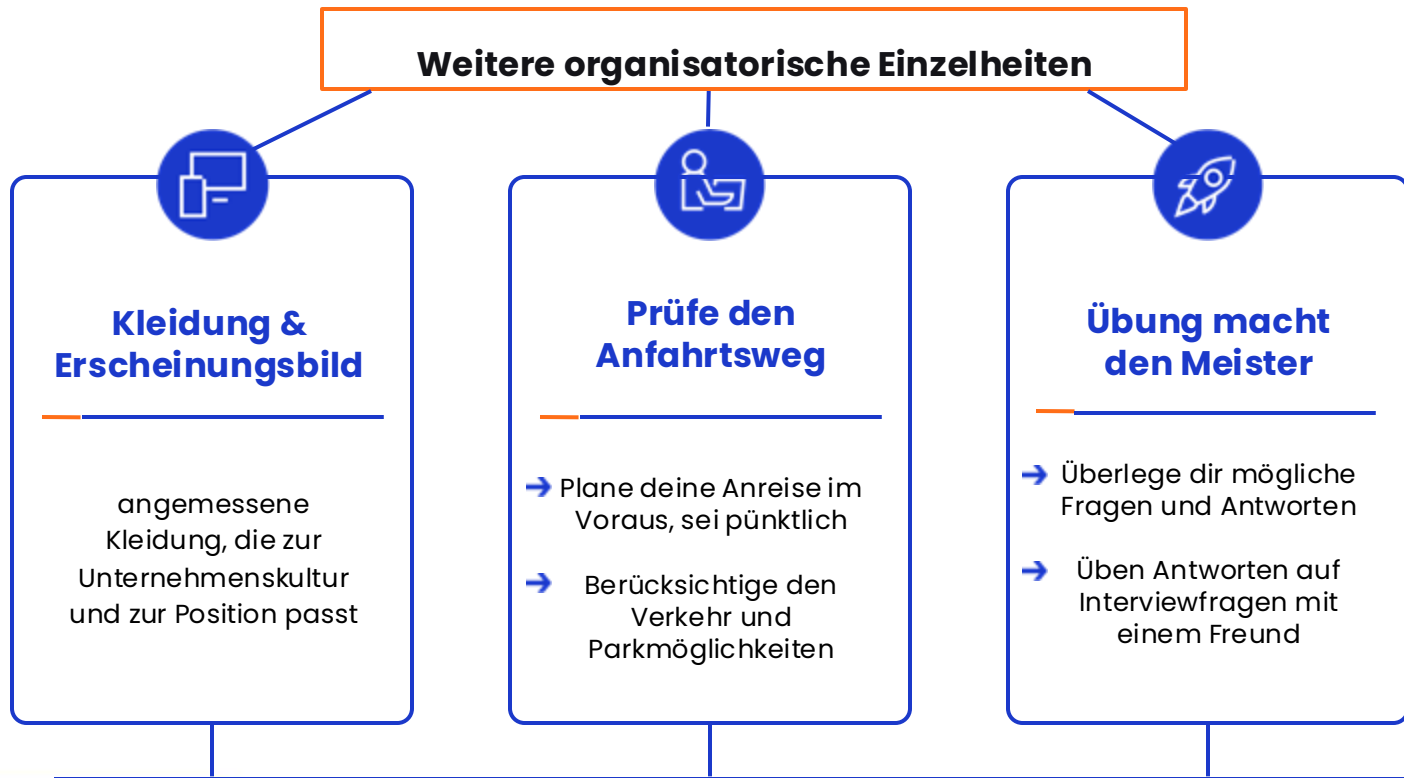 Weitere organisatorische Einzelheiten
Kleidung &
Erscheinungsbild
angemessene
Kleidung, die zur
Unternehmenskultur
und zur Position passt
Prüfe den
Anfahrtsweg
Plane deine Anreise im
Voraus, sei pünktlich
Berücksichtige den
Verkehr und
Parkmöglichkeiten
Übung macht
den Meister
Überlege dir mögliche
Fragen und Antworten
Üben Antworten auf
Interviewfragen mit
einem Freund